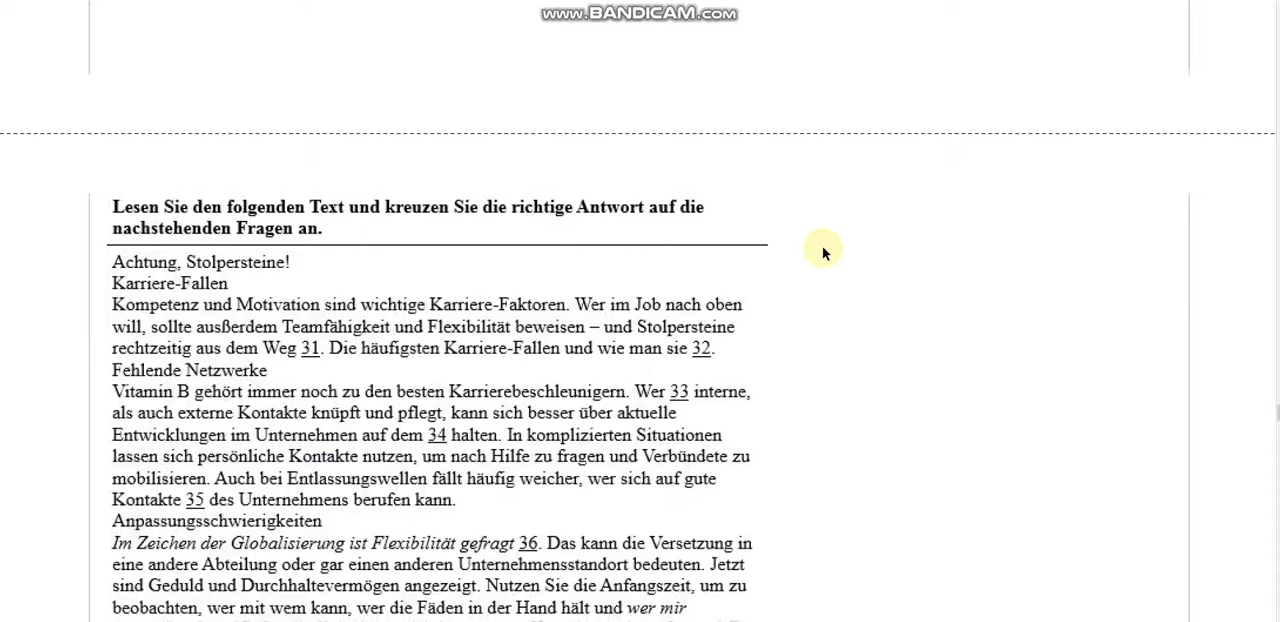 www.BANDICAM.com
Lesen Sie den folgenden Text und kreuzen Sie die richtige Antwort auf die
nachstehenden Fragen an.
Achtung, Stolpersteine!
Karriere-Fallen
Kompetenz und Motivation sind wichtige Karriere-Faktoren. Wer im Job nach oben
will, sollte ausßerdem Teamfähigkeit und Flexibilität beweisen – und Stolpersteine
rechtzeitig aus dem Weg 31. Die häufigsten Karriere-Fallen und wie man sie 32.
Fehlende Netzwerke
Vitamin B gehört immer noch zu den besten Karrierebeschleunigern. Wer 33 interne,
als auch externe Kontakte knüpft und pflegt, kann sich besser über aktuelle
Entwicklungen im Unternehmen auf dem 34 halten. In komplizierten Situationen
lassen sich persönliche Kontakte nutzen, um nach Hilfe zu fragen und Verbündete zu
mobilisieren. Auch bei Entlassungswellen fällt häufig weicher, wer sich auf gute
Kontakte 35 des Unternehmens berufen kann.
Anpassungsschwierigkeiten
Im Zeichen der Globalisierung ist Flexibilität gefragt 36. Das kann die Versetzung in
eine andere Abteilung oder gar einen anderen Unternehmensstandort bedeuten. Jetzt
sind Geduld und Durchhaltevermögen angezeigt. Nutzen Sie die Anfangszeit, um zu
beobachten, wer mit wem kann, wer die Fäden in der Hand hält und wer mir